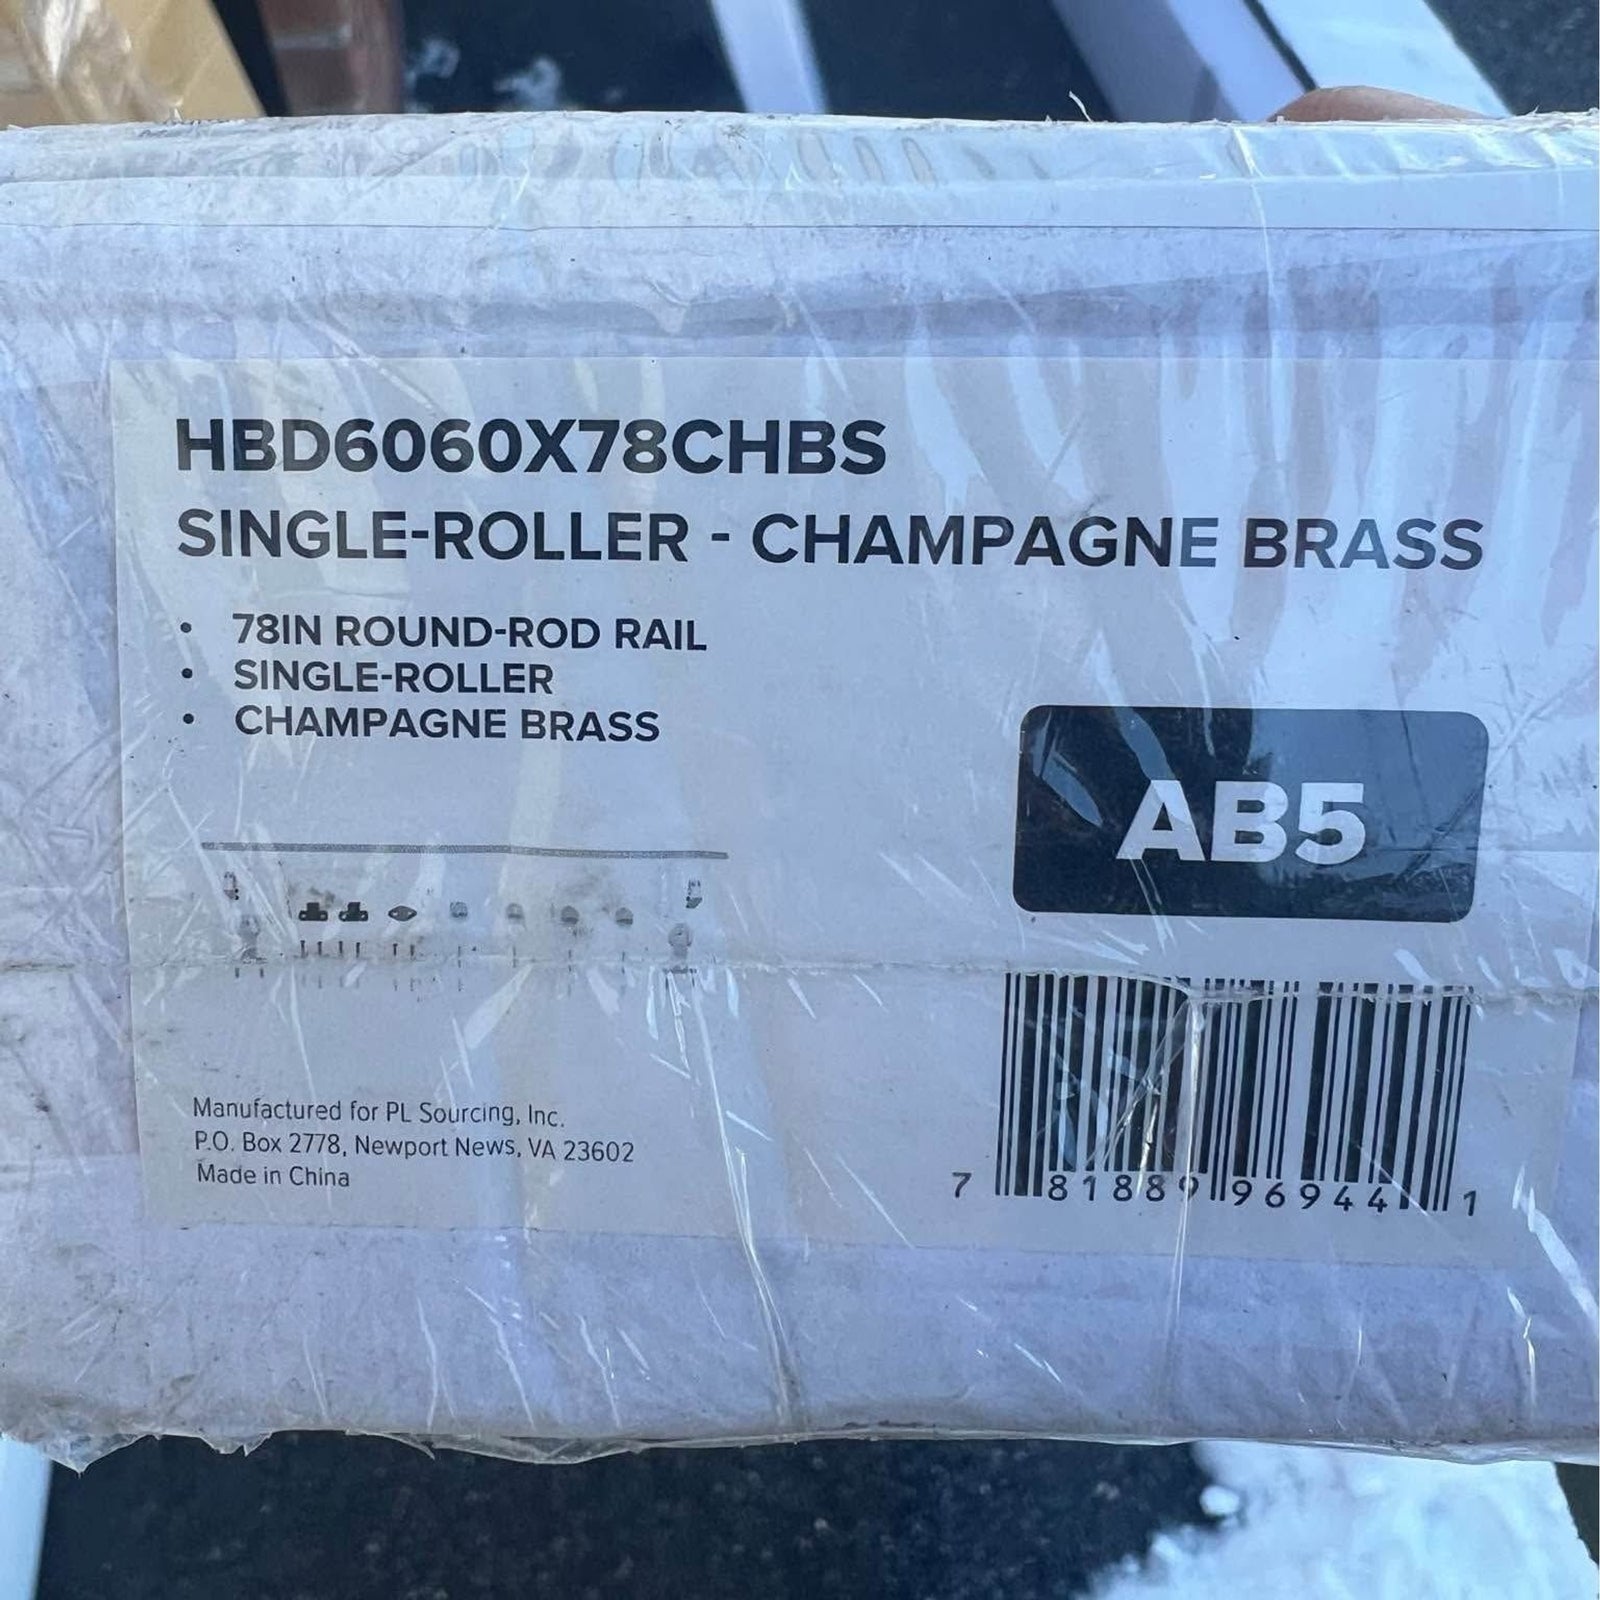 HBD6060X78CHBS
SINGLE-ROLLER - CHAMPAGNE BRASS
• 78IN ROUND-ROD RAIL
• SINGLE-ROLLER
• CHAMPAGNE BRASS
AB5
Manufactured for PL Sourcing, Inc.
P.O. Box 2778, Newport News, VA 23602
Made in China
7 81889 96944 1